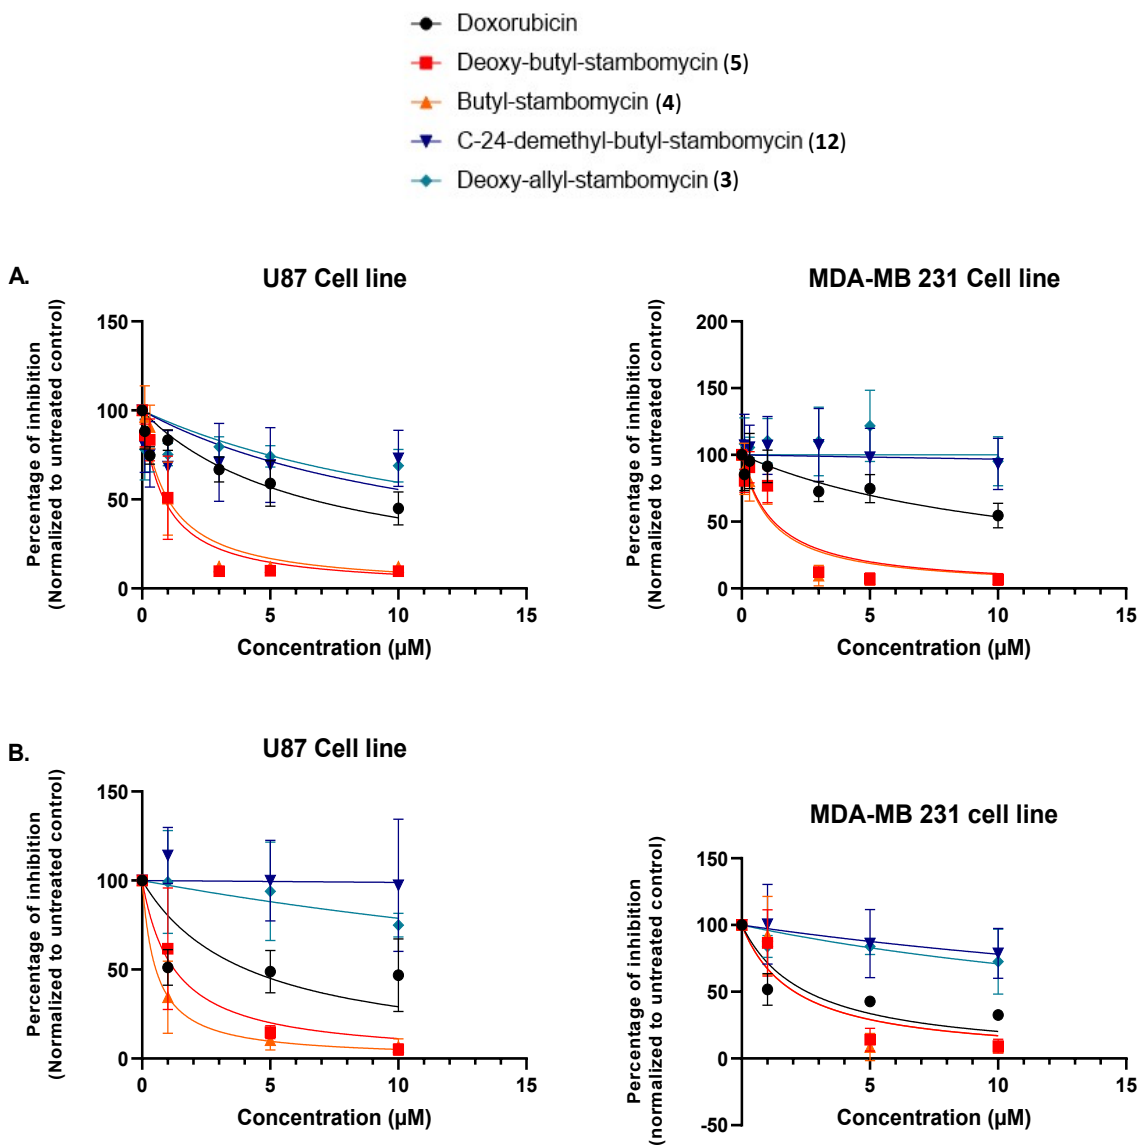 Doxorubicin
Deoxy-butyl-stambomycin (5)
Butyl-stambomycin (4)
C-24-demethyl-butyl-stambomycin (12)
Deoxy-allyl-stambomycin (3)
A.
U87 Cell line
Percentage of inhibition
(Normalized to untreated control)
150
100
50
0
0 5 10 15
Concentration (µM)
MDA-MB 231 Cell line
Percentage of inhibition
(Normalized to untreated control)
200
150
100
50
0
0 5 10 15
Concentration (µM)
B.
U87 Cell line
Percentage of inhibition
(Normalized to untreated control)
150
100
50
0
0 5 10 15
Concentration (µM)
MDA-MB 231 cell line
Percentage of inhibition
(normalized to untreated control)
150
100
50
0
-50
5 10 15
Concentration (µM)